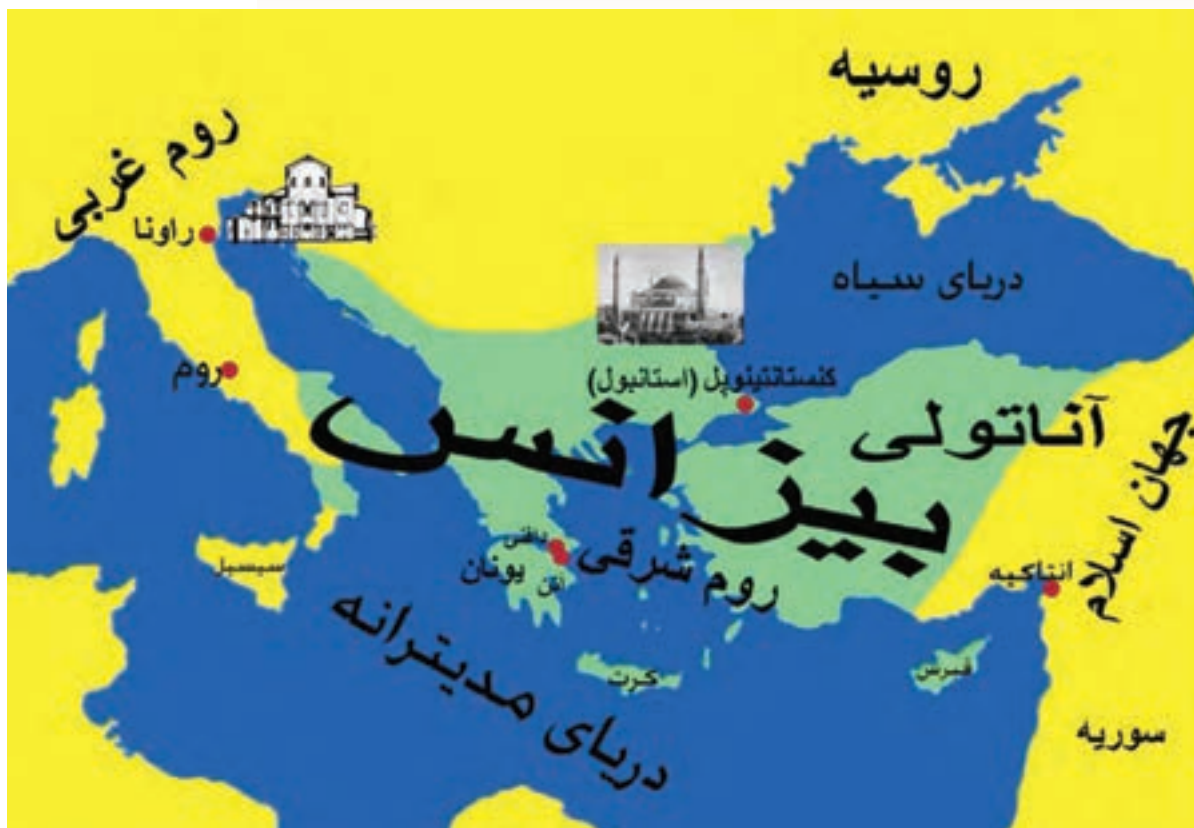 روسیه
روم غربی
راونا
دریای سیاه
روم
کنستانتینوپل (استانبول)
آناتولی
بیزانس
جهان اسلام
دافنی
یونان
آتن
روم شرقی
سیسیل
انتاکیه
دریای مدیترانه
کرت
قبرس
سوریه